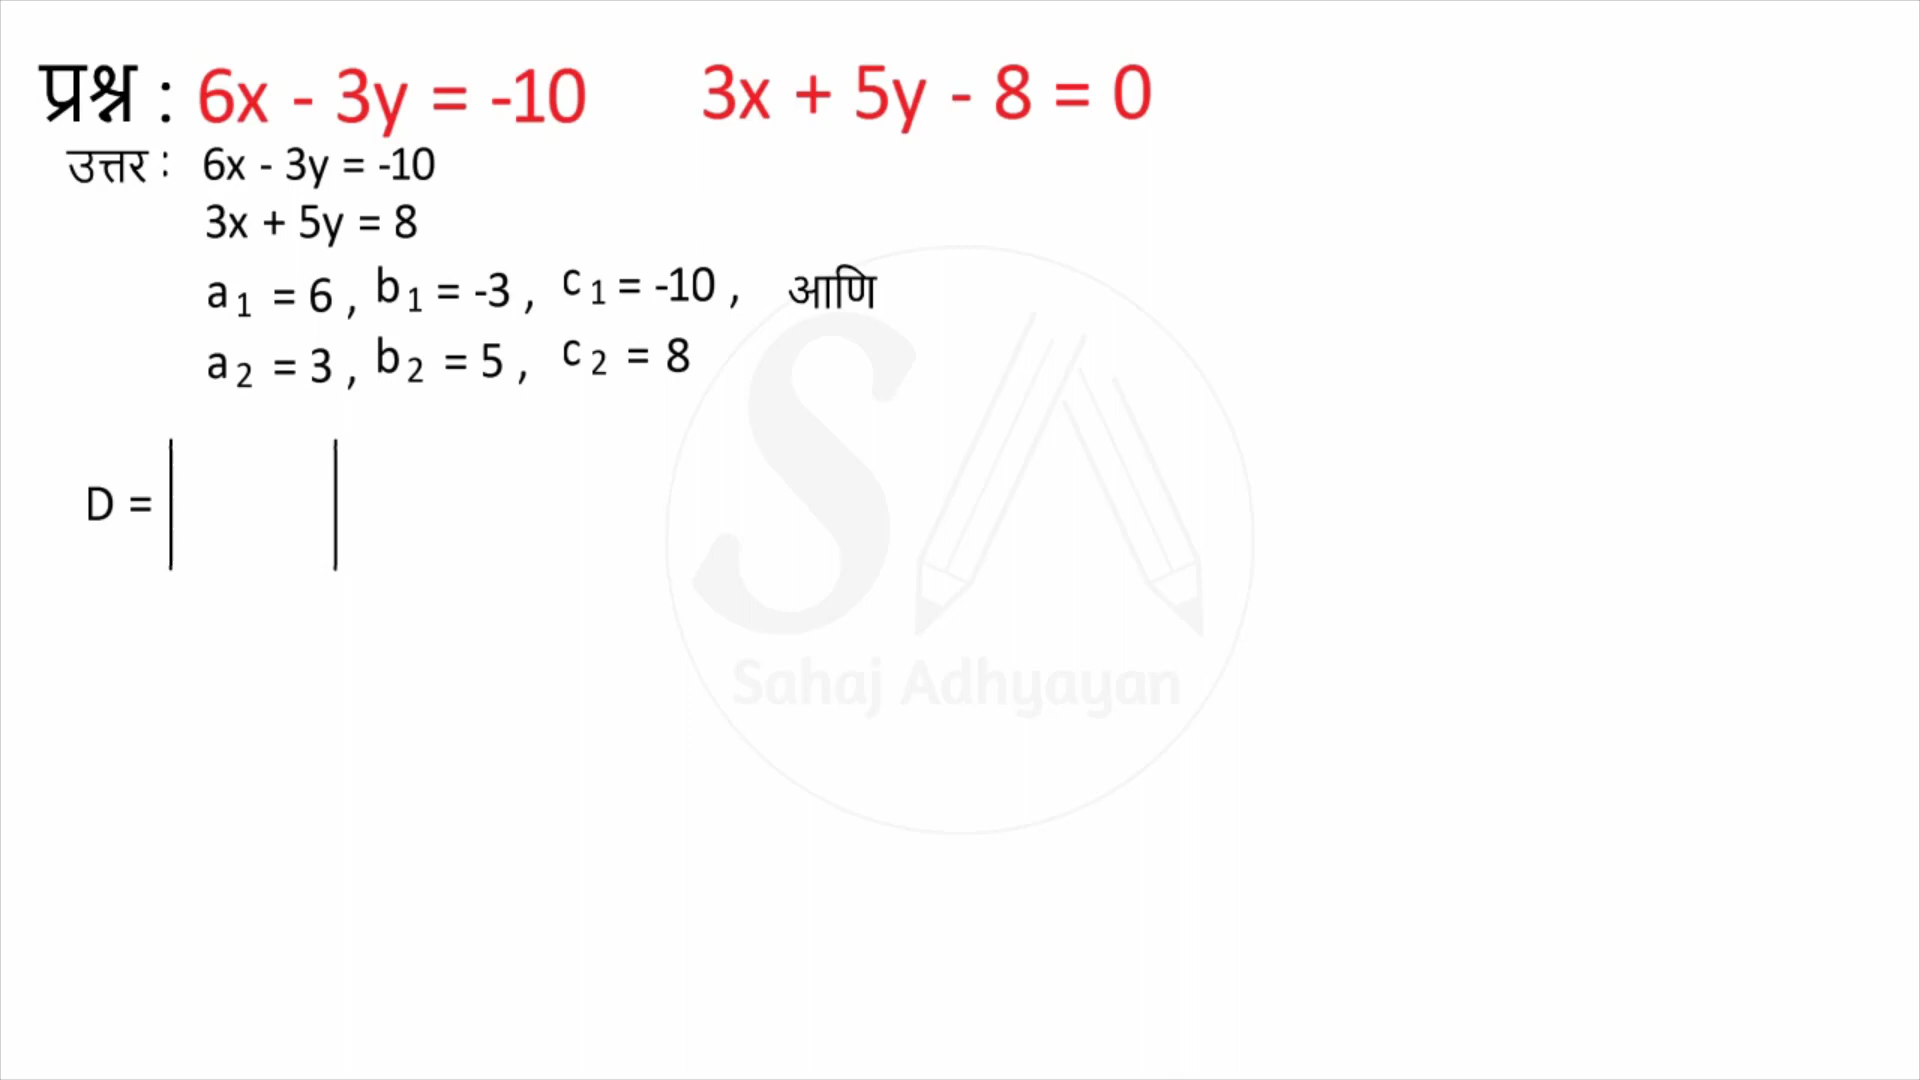 प्रश्न : 6x - 3y = -10 3x + 5y - 8 = 0
उत्तर : 6x - 3y = -10
3x + 5y = 8
a₁ = 6 , b₁ = -3 , c₁ = -10 , आणि
a₂ = 3 , b₂ = 5 , c₂ = 8
D = | |
SA
Sahaj Adhyayan